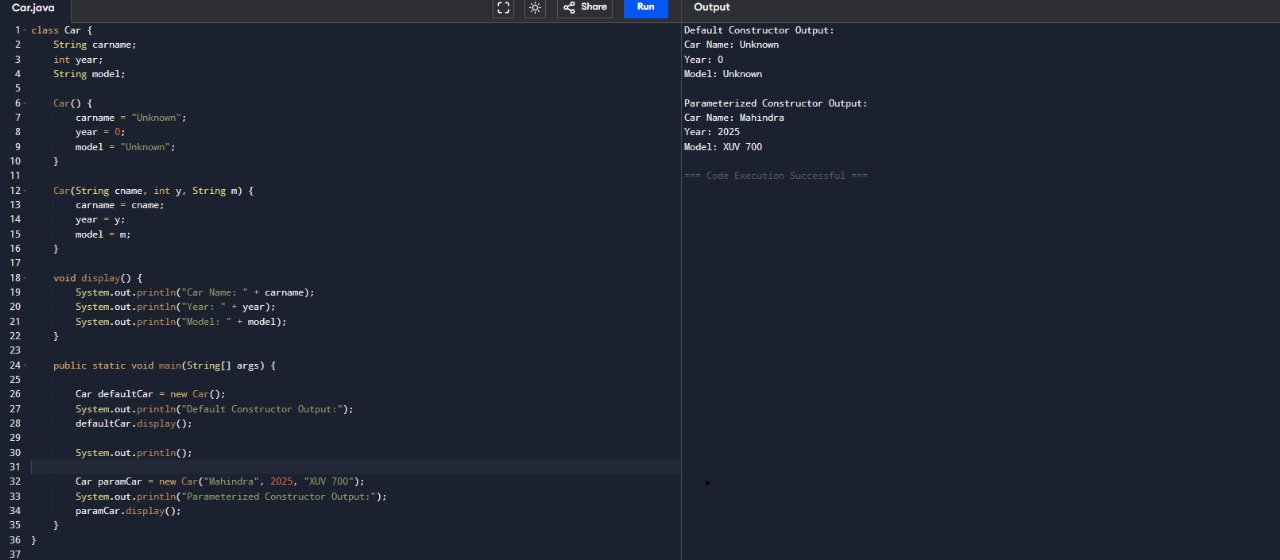 Car.java
Share
Run
Output
1 class Car {
2     String carname;
3     int year;
4     String model;
5
6     Car() {
7         carname = "Unknown";
8         year = 0;
9         model = "Unknown";
10     }
11
12     Car(String cname, int y, String m) {
13         carname = cname;
14         year = y;
15         model = m;
16     }
17
18     void display() {
19         System.out.println("Car Name: " + carname);
20         System.out.println("Year: " + year);
21         System.out.println("Model: " + model);
22     }
23
24     public static void main(String[] args) {
25
26         Car defaultCar = new Car();
27         System.out.println("Default Constructor Output:");
28         defaultCar.display();
29
30         System.out.println();
31
32         Car paramCar = new Car("Mahindra", 2025, "XUV 700");
33         System.out.println("Parameterized Constructor Output:");
34         paramCar.display();
35     }
36 }
37
Default Constructor Output:
Car Name: Unknown
Year: 0
Model: Unknown
Parameterized Constructor Output:
Car Name: Mahindra
Year: 2025
Model: XUV 700
=== Code Execution Successful ===